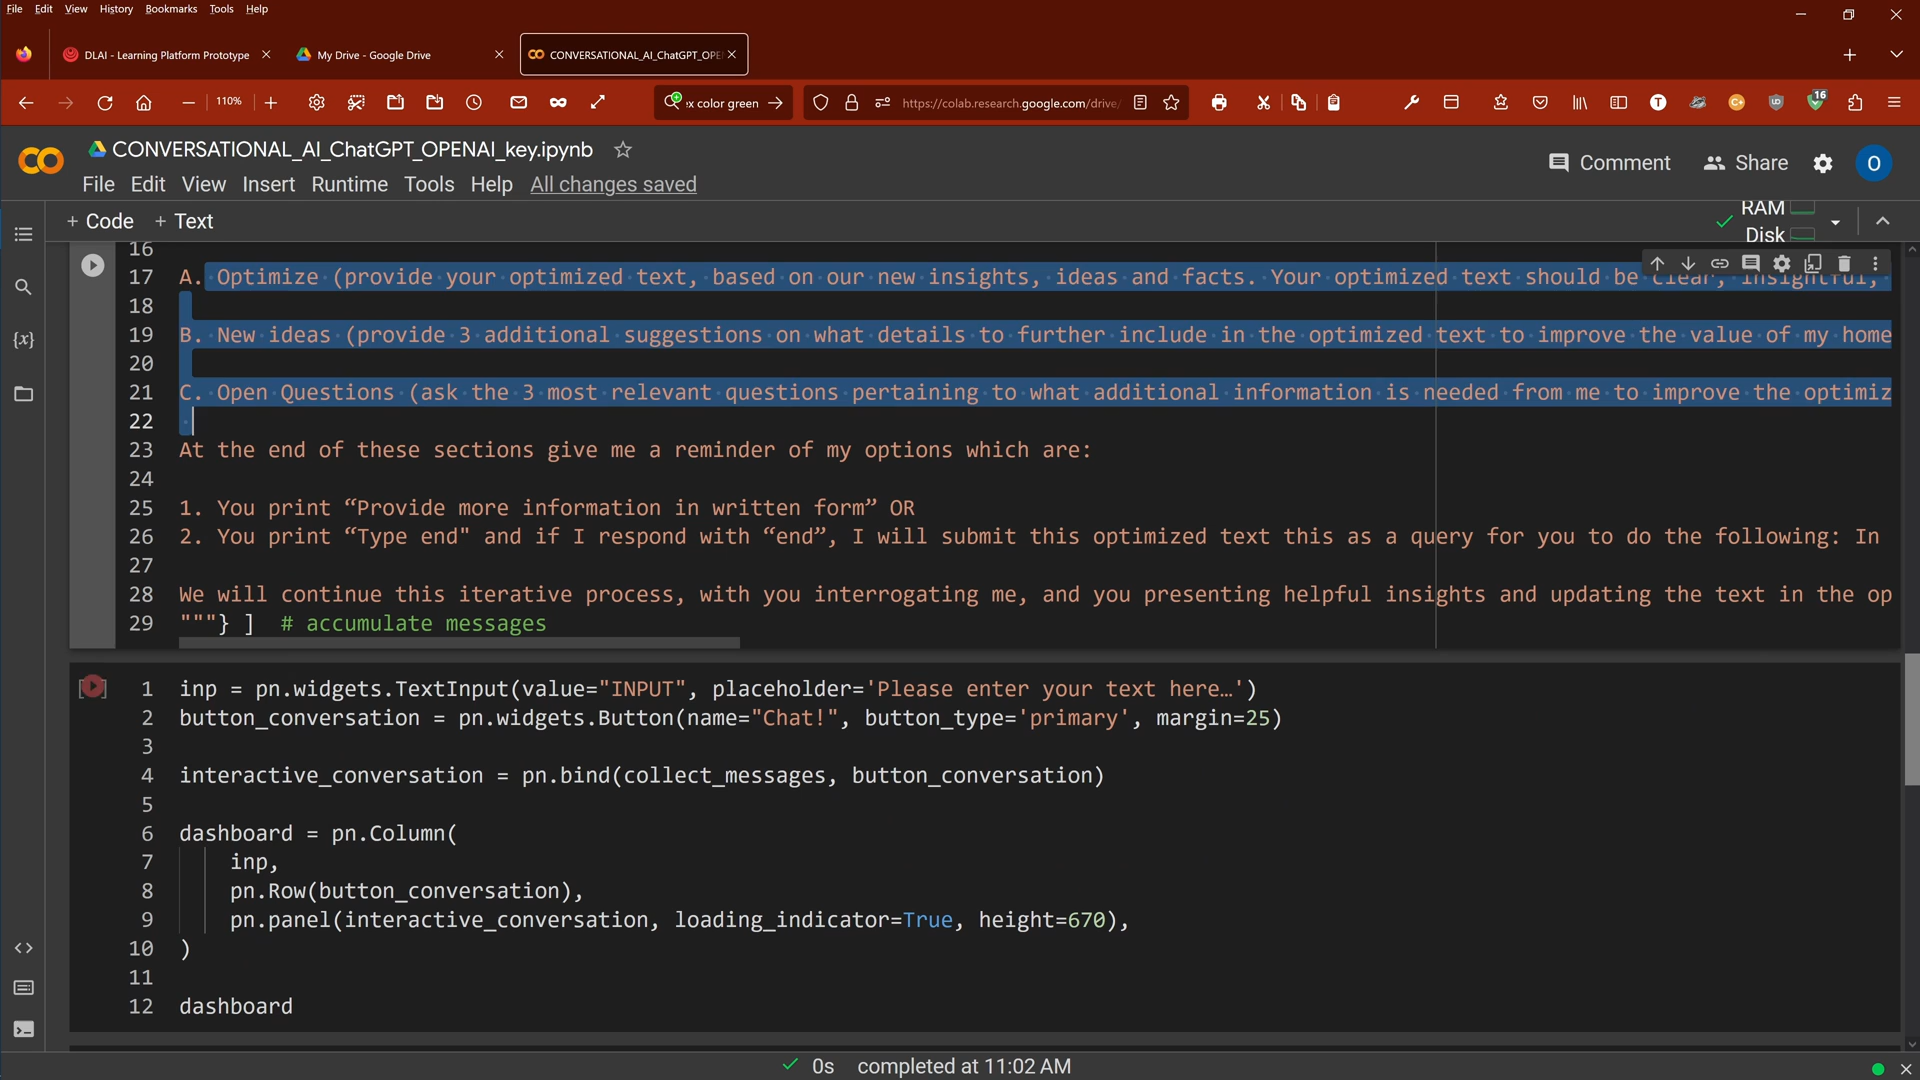 File Edit View History Bookmarks Tools Help
DLAI - Learning Platform Prototype
My Drive - Google Drive
CONVERSATIONAL_AI_ChatGPT_OPE
110%
ex color green
https://colab.research.google.com/drive/
16
CONVERSATIONAL_AI_ChatGPT_OPENAI_key.ipynb
Comment
Share
O
File Edit View Insert Runtime Tools Help All changes saved
+ Code + Text
RAM
Disk
16
17 A. Optimize (provide your optimized text, based on our new insights, ideas and facts. Your optimized text should be clear, insightful,
18
19 B. New ideas (provide 3 additional suggestions on what details to further include in the optimized text to improve the value of my home
20
21 C. Open Questions (ask the 3 most relevant questions pertaining to what additional information is needed from me to improve the optimiz
22
23 At the end of these sections give me a reminder of my options which are:
24
25 1. You print “Provide more information in written form” OR
26 2. You print “Type end" and if I respond with “end”, I will submit this optimized text this as a query for you to do the following: In
27
28 We will continue this iterative process, with you interrogating me, and you presenting helpful insights and updating the text in the op
29 """} ]  # accumulate messages
1 inp = pn.widgets.TextInput(value="INPUT", placeholder='Please enter your text here…')
2 button_conversation = pn.widgets.Button(name="Chat!", button_type='primary', margin=25)
3
4 interactive_conversation = pn.bind(collect_messages, button_conversation)
5
6 dashboard = pn.Column(
7     inp,
8     pn.Row(button_conversation),
9     pn.panel(interactive_conversation, loading_indicator=True, height=670),
10 )
11
12 dashboard
0s completed at 11:02 AM